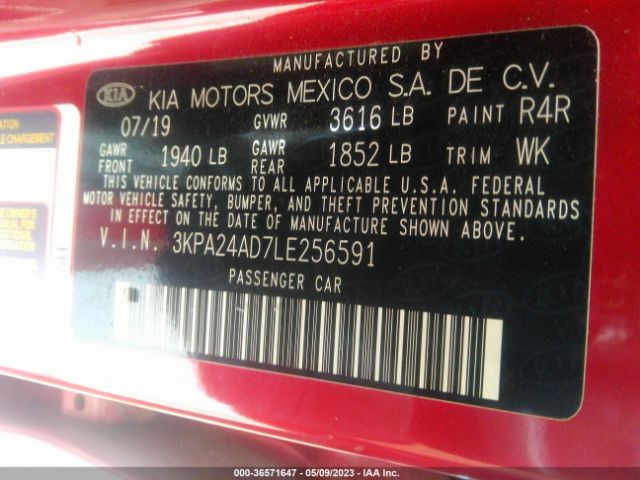 MANUFACTURED BY
KIA KIA MOTORS MEXICO S.A. DE C.V.
07/19 GVWR 3616 LB PAINT R4R
GAWR FRONT 1940 LB GAWR REAR 1852 LB TRIM WK
THIS VEHICLE CONFORMS TO ALL APPLICABLE U.S.A. FEDERAL
MOTOR VEHICLE SAFETY, BUMPER, AND THEFT PREVENTION STANDARDS
IN EFFECT ON THE DATE OF MANUFACTURE SHOWN ABOVE.
V.I.N. 3KPA24AD7LE256591
PASSENGER CAR
000-36571647 - 05/09/2023 - IAA Inc.